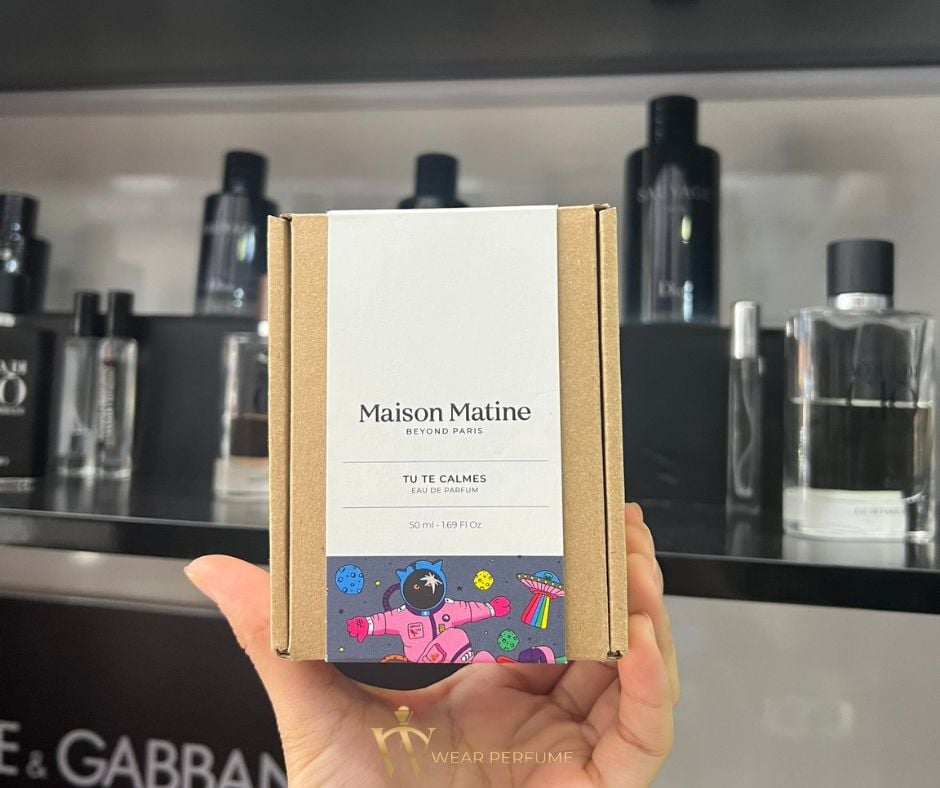 SAUVAGE
Dior
Maison Matine
BEYOND PARIS
TU TE CALMES
EAU DE PARFUM
50 ml - 1.69 Fl Oz
E & GABBAN
WEAR PERFUME